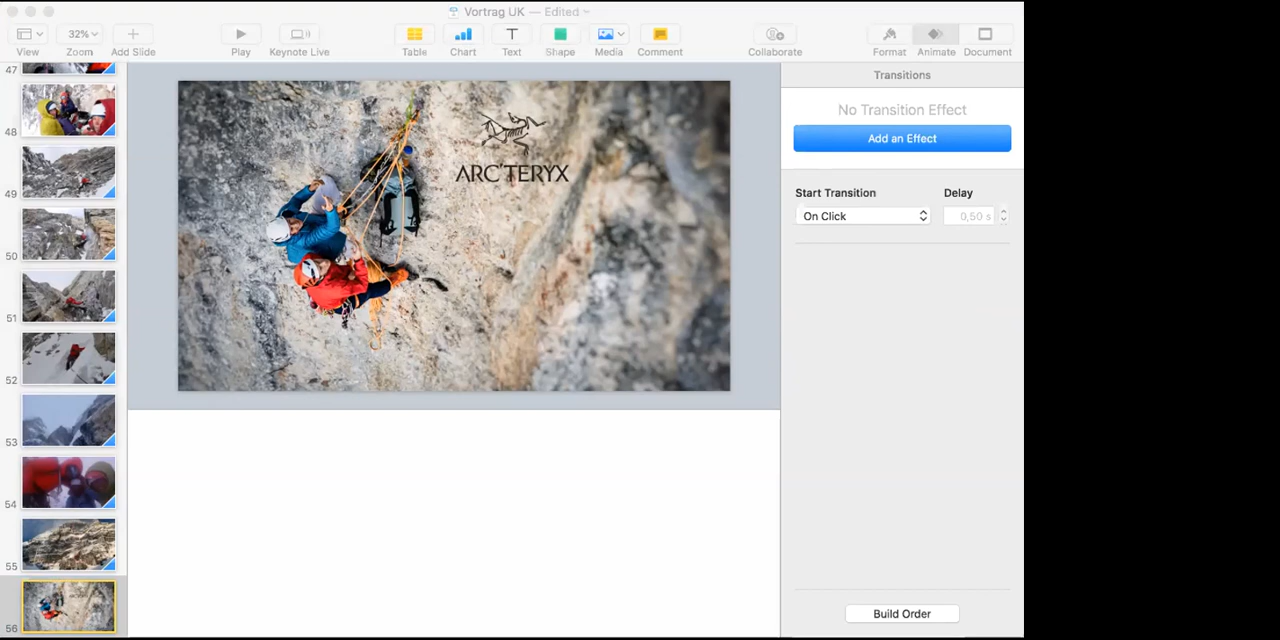 Vortrag UK — Edited
32%
View
Zoom
Add Slide
Play
Keynote Live
Table
Chart
Text
Shape
Media
Comment
Collaborate
Format
Animate
Document
Transitions
No Transition Effect
Add an Effect
Start Transition
Delay
On Click
0,50 s
ARC'TERYX
47
48
49
50
51
52
53
54
55
56
Build Order